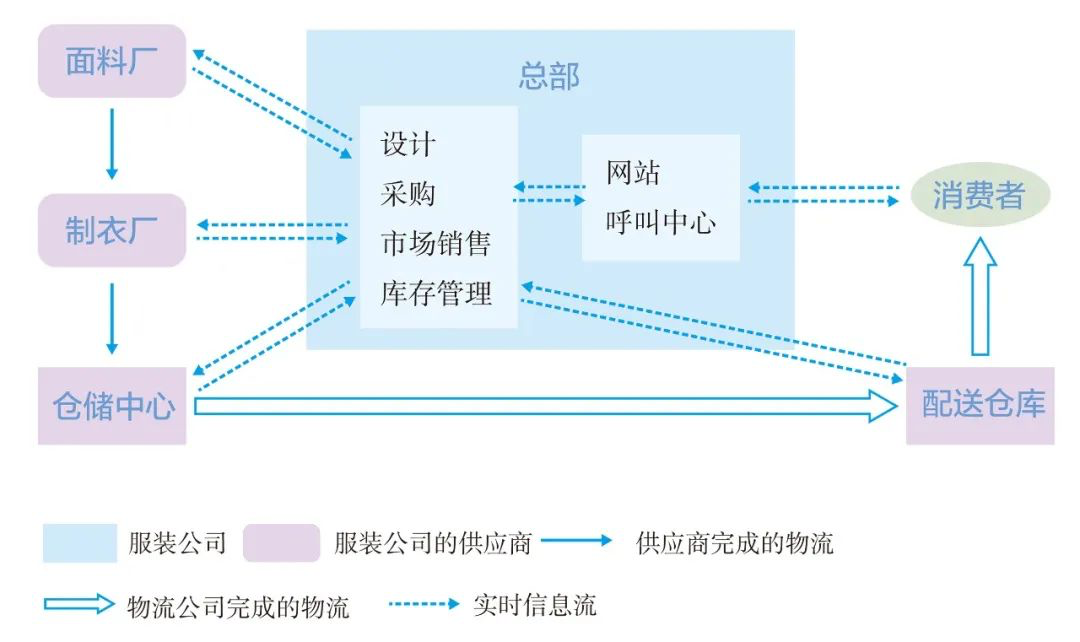 面料厂
总部
设计
采购
市场销售
库存管理
网站
呼叫中心
制衣厂
消费者
仓储中心
配送仓库
服装公司
服装公司的供应商
供应商完成的物流
物流公司完成的物流
实时信息流